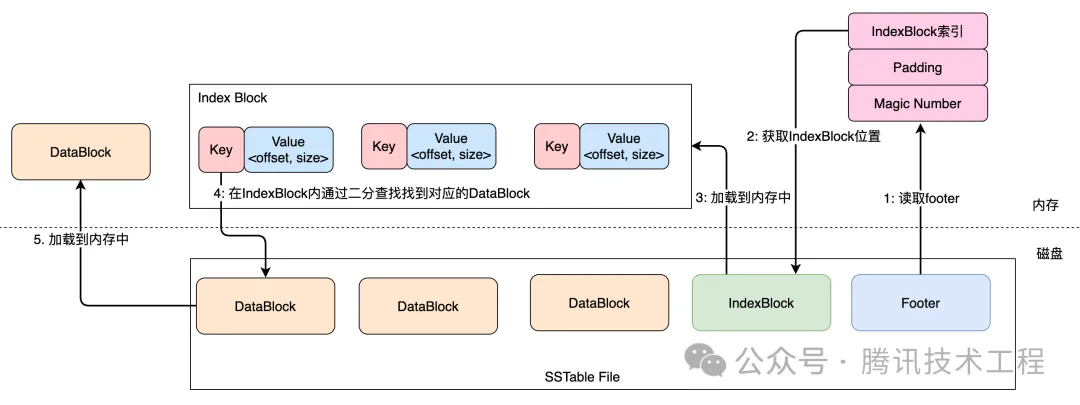 IndexBlock索引
Padding
Magic Number
Index Block
Key
Value
<offset, size>
Key
Value
<offset, size>
Key
Value
<offset, size>
DataBlock
2: 获取IndexBlock位置
4: 在IndexBlock内通过二分查找找到对应的DataBlock
3: 加载到内存中
1: 读取footer
内存
5. 加载到内存中
磁盘
DataBlock
DataBlock
DataBlock
IndexBlock
Footer
公众号 · 腾讯技术工程
SSTable File